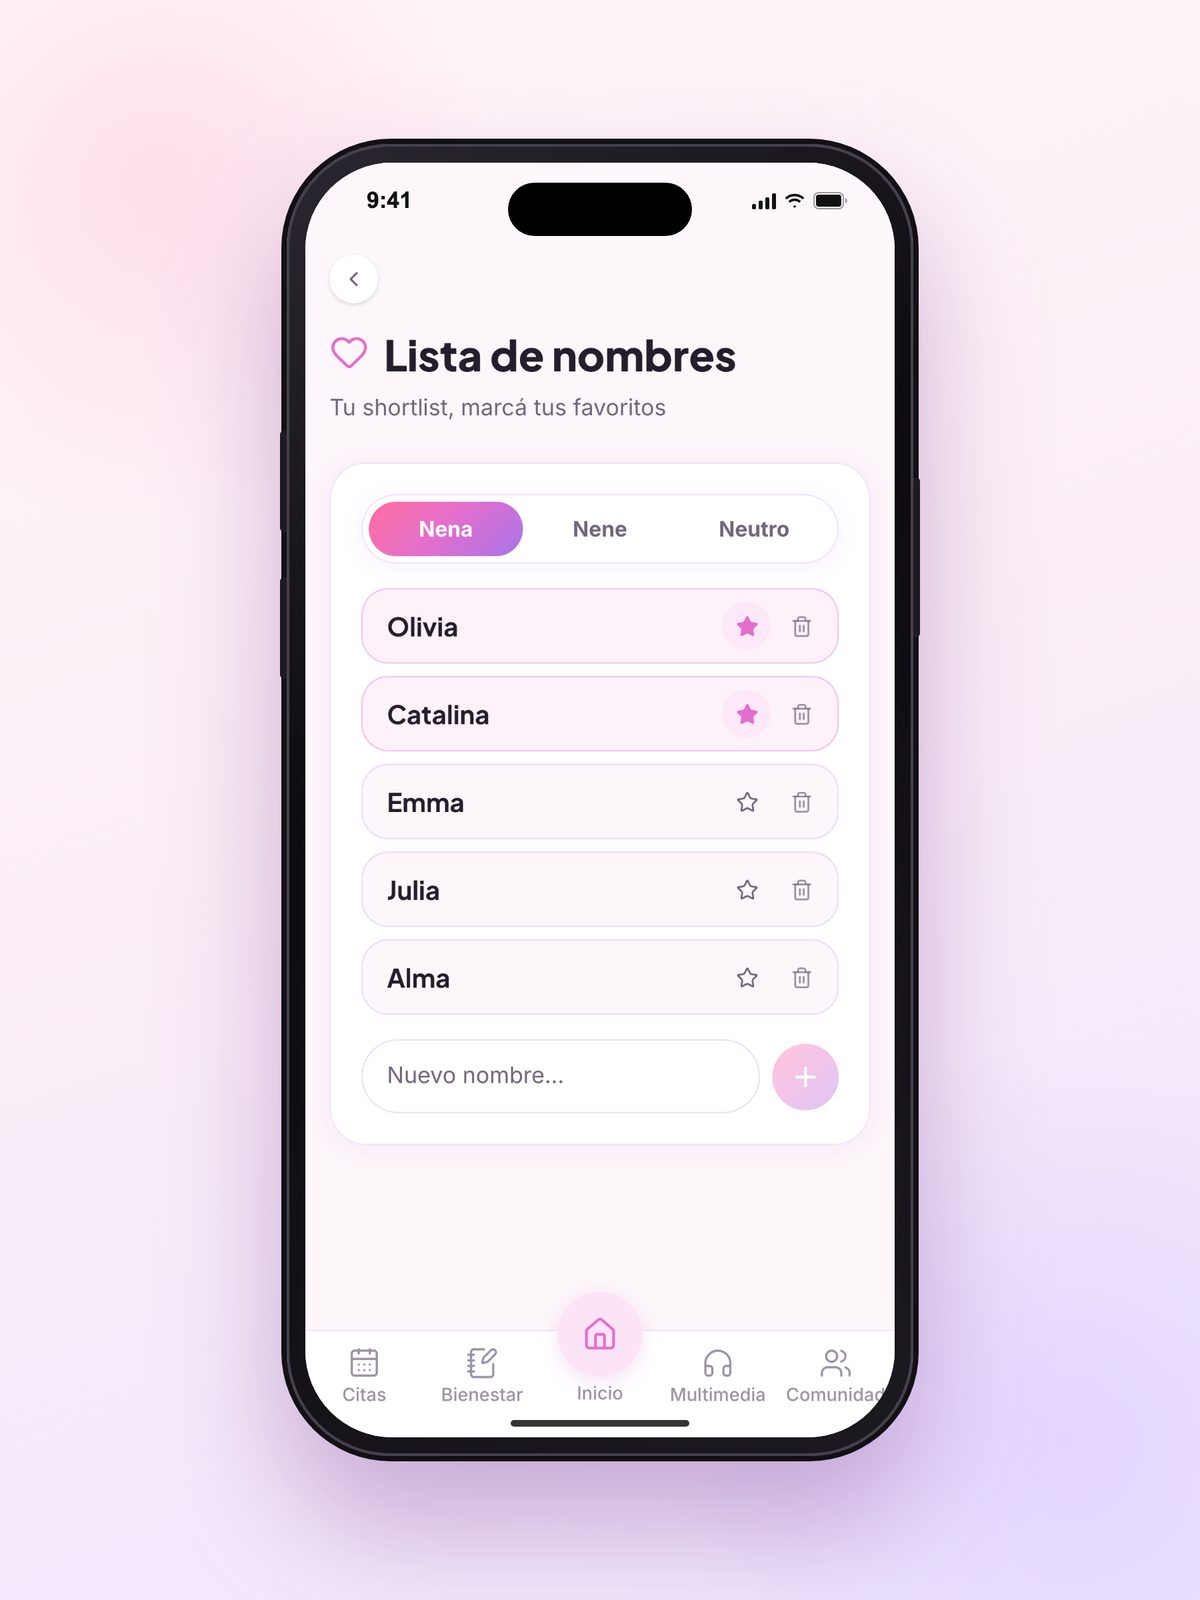 9:41
Lista de nombres
Tu shortlist, marcá tus favoritos
Nena Nene Neutro
Olivia
Catalina
Emma
Julia
Alma
Nuevo nombre...
Citas Bienestar Inicio Multimedia Comunidad